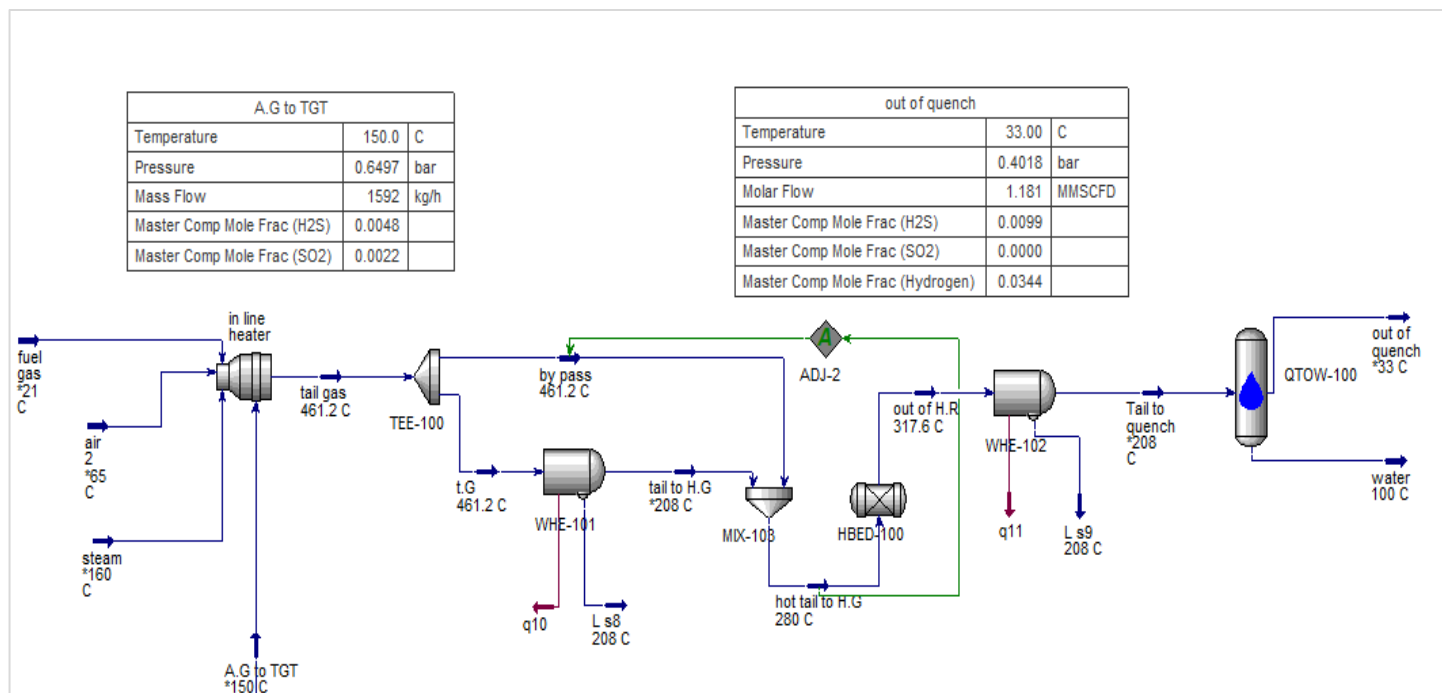 A.G to TGT
Temperature 150.0 C
Pressure 0.6497 bar
Mass Flow 1592 kg/h
Master Comp Mole Frac (H2S) 0.0048
Master Comp Mole Frac (SO2) 0.0022
out of quench
Temperature 33.00 C
Pressure 0.4018 bar
Molar Flow 1.181 MMSCFD
Master Comp Mole Frac (H2S) 0.0099
Master Comp Mole Frac (SO2) 0.0000
Master Comp Mole Frac (Hydrogen) 0.0344
in line
heater
fuel
gas
*21
C
air
2
*65
C
steam
*160
C
A.G to TGT
*150 C
tail gas
461.2 C
TEE-100
by pass
461.2 C
t.G
461.2 C
WHE-101
q10
L s8
208 C
tail to H.G
*208 C
MIX-103
hot tail to H.G
280 C
A
ADJ-2
HBED-100
out of H.R
317.6 C
WHE-102
q11
L s9
208 C
Tail to
quench
*208
C
QTOW-100
out of
quench
*33 C
water
100 C